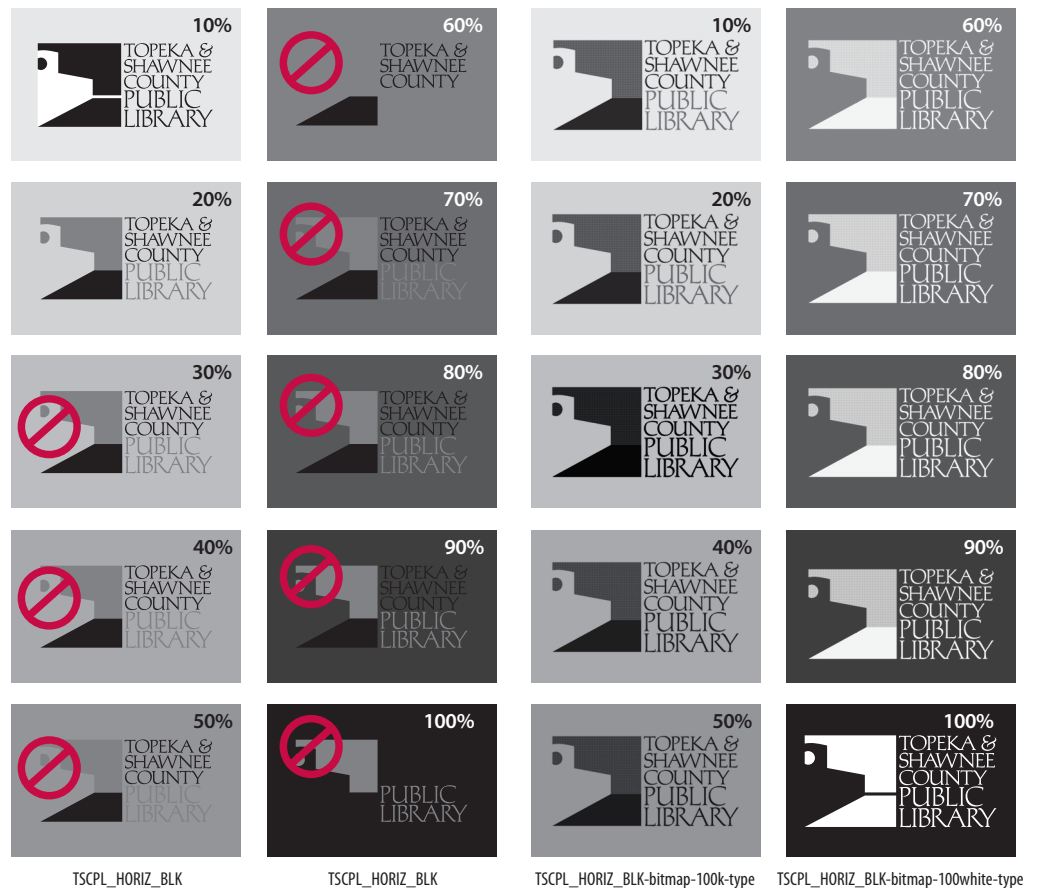 10%
TOPEKA &
SHAWNEE
COUNTY
PUBLIC
LIBRARY
60%
TOPEKA &
SHAWNEE
COUNTY
10%
TOPEKA &
SHAWNEE
COUNTY
PUBLIC
LIBRARY
60%
TOPEKA &
SHAWNEE
COUNTY
PUBLIC
LIBRARY
20%
TOPEKA &
SHAWNEE
COUNTY
PUBLIC
LIBRARY
70%
TOPEKA &
SHAWNEE
COUNTY
PUBLIC
LIBRARY
20%
TOPEKA &
SHAWNEE
COUNTY
PUBLIC
LIBRARY
70%
TOPEKA &
SHAWNEE
COUNTY
PUBLIC
LIBRARY
30%
TOPEKA &
SHAWNEE
COUNTY
PUBLIC
LIBRARY
80%
TOPEKA &
SHAWNEE
COUNTY
PUBLIC
LIBRARY
30%
TOPEKA &
SHAWNEE
COUNTY
PUBLIC
LIBRARY
80%
TOPEKA &
SHAWNEE
COUNTY
PUBLIC
LIBRARY
40%
TOPEKA &
SHAWNEE
COUNTY
PUBLIC
LIBRARY
90%
TOPEKA &
SHAWNEE
COUNTY
PUBLIC
LIBRARY
40%
TOPEKA &
SHAWNEE
COUNTY
PUBLIC
LIBRARY
90%
TOPEKA &
SHAWNEE
COUNTY
PUBLIC
LIBRARY
50%
TOPEKA &
SHAWNEE
COUNTY
PUBLIC
LIBRARY
100%
PUBLIC
LIBRARY
50%
TOPEKA &
SHAWNEE
COUNTY
PUBLIC
LIBRARY
100%
TOPEKA &
SHAWNEE
COUNTY
PUBLIC
LIBRARY
TSCPL_HORIZ_BLK
TSCPL_HORIZ_BLK
TSCPL_HORIZ_BLK-bitmap-100k-type
TSCPL_HORIZ_BLK-bitmap-100white-type